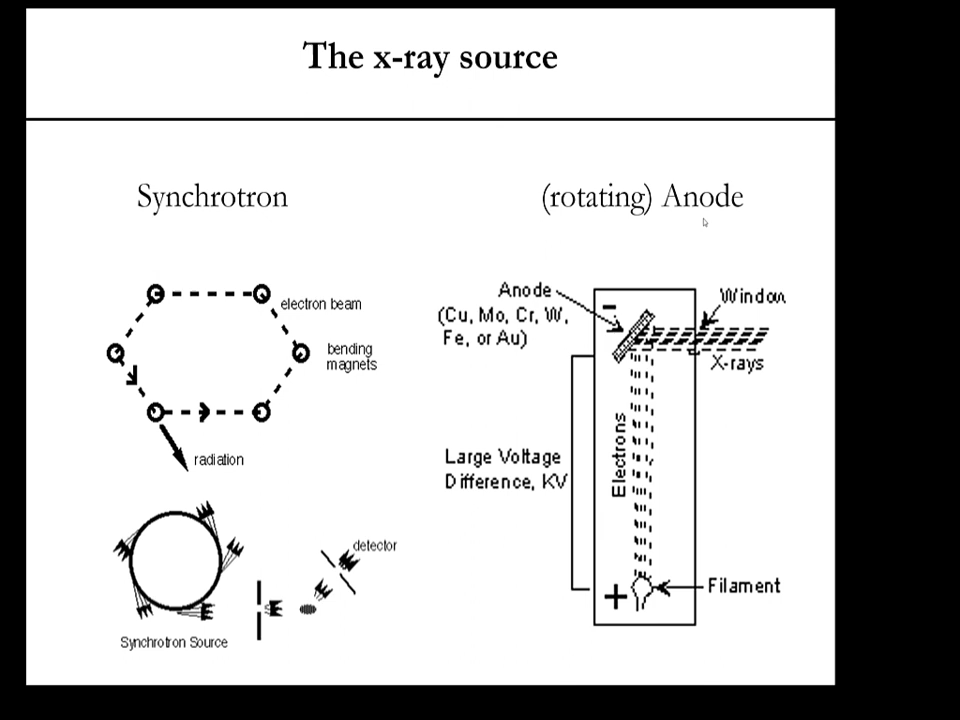 The x-ray source
Synchrotron
electron beam
bending
magnets
radiation
detector
Synchrotron Source
(rotating) Anode
Anode
(Cu, Mo, Cr, W,
Fe, or Au)
−
Window
X-rays
Electrons
Large Voltage
Difference, KV
+
Filament